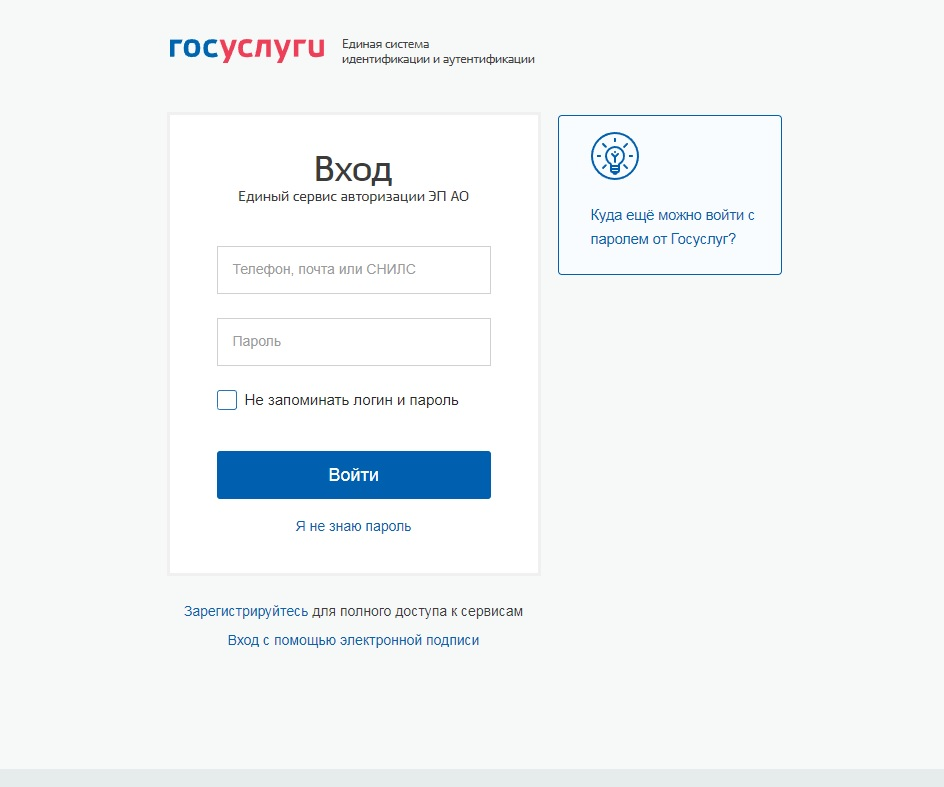 госуслуги
Единая система
идентификации и аутентификации
Вход
Единый сервис авторизации ЭП АО
Телефон, почта или СНИЛС
Пароль
Не запоминать логин и пароль
Войти
Я не знаю пароль
Куда ещё можно войти с
паролем от Госуслуг?
Зарегистрируйтесь для полного доступа к сервисам
Вход с помощью электронной подписи